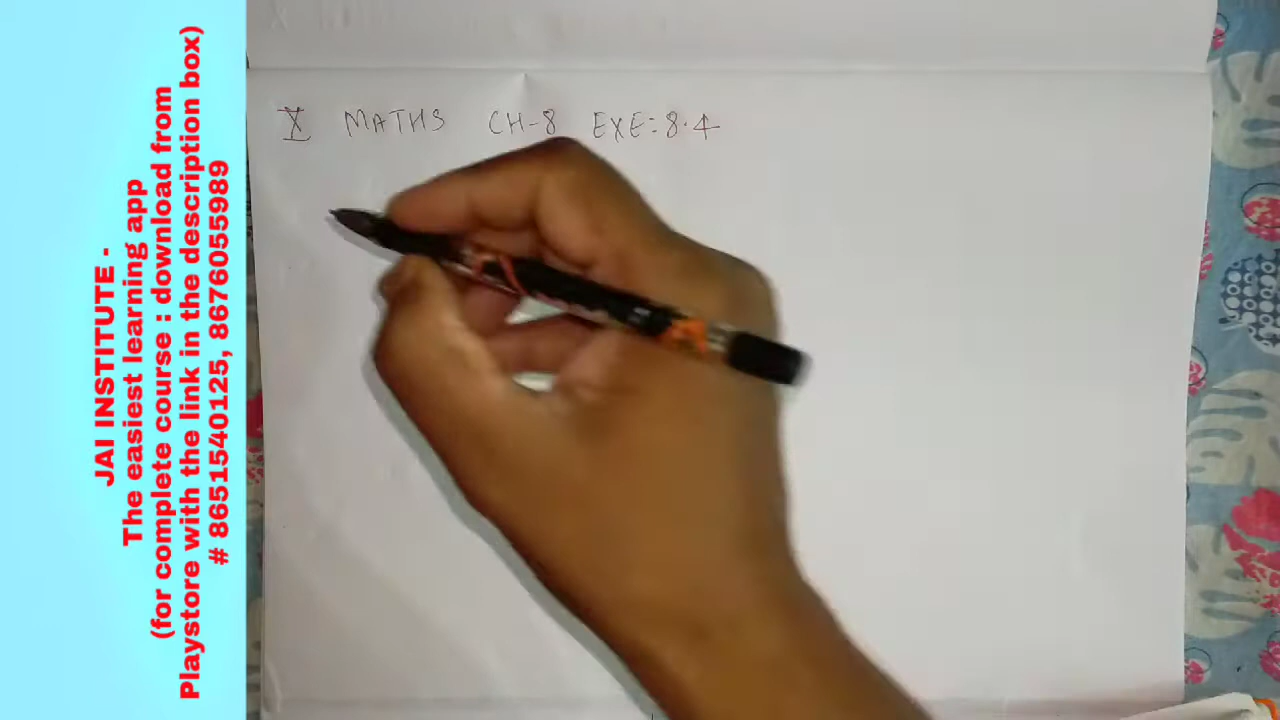 JAI INSTITUTE -
The easiest learning app
(for complete course : download from
Playstore with the link in the description box)
# 8651540125, 8676055989
X MATHS CH-8 EXE: 8.4